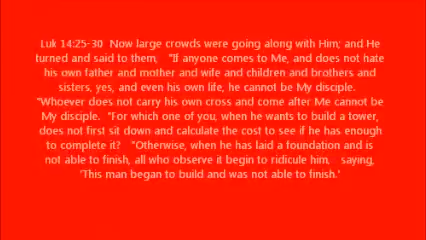 Luk 14:25-30  Now large crowds were going along with Him; and He
turned and said to them,   "If anyone comes to Me, and does not hate
his own father and mother and wife and children and brothers and
sisters, yes, and even his own life, he cannot be My disciple.
"Whoever does not carry his own cross and come after Me cannot be
My disciple.  "For which one of you, when he wants to build a tower,
does not first sit down and calculate the cost to see if he has enough
to complete it?   "Otherwise, when he has laid a foundation and is
not able to finish, all who observe it begin to ridicule him,   saying,
'This man began to build and was not able to finish.'